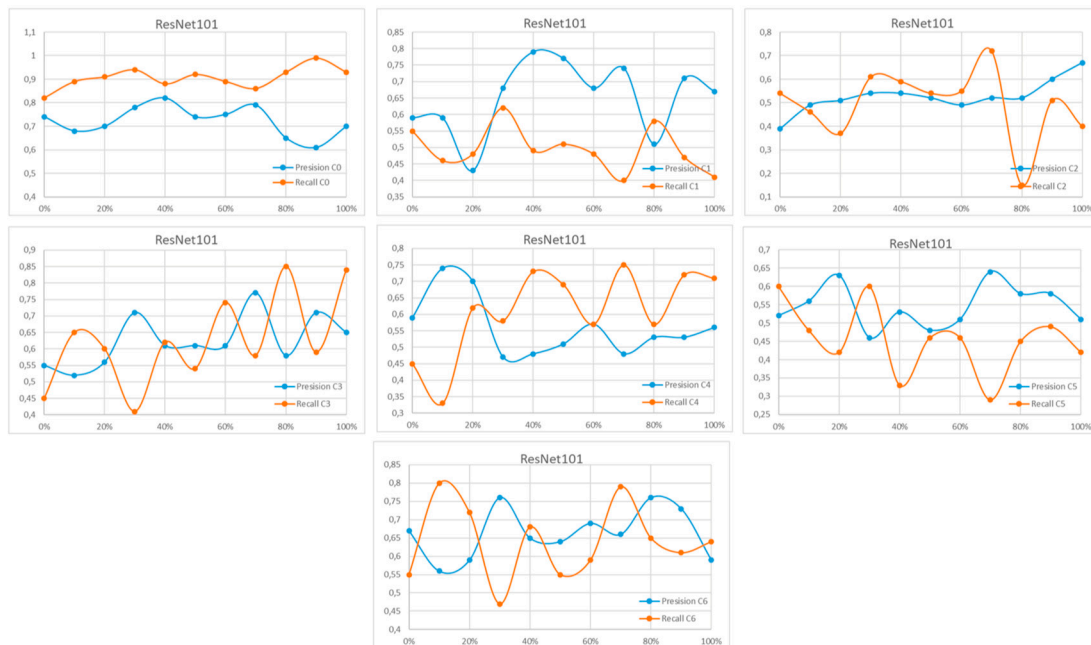 ResNet101
1,1
1
0,9
0,8
0,7
0,6
0,5
0,4
0% 20% 40% 60% 80% 100%
Presision C0
Recall C0
ResNet101
0,85
0,8
0,75
0,7
0,65
0,6
0,55
0,5
0,45
0,4
0,35
0% 20% 40% 60% 80% 100%
Presision C1
Recall C1
ResNet101
0,8
0,7
0,6
0,5
0,4
0,3
0,2
0,1
0% 20% 40% 60% 80% 100%
Presision C2
Recall C2
ResNet101
0,9
0,85
0,8
0,75
0,7
0,65
0,6
0,55
0,5
0,45
0,4
0% 20% 40% 60% 80% 100%
Presision C3
Recall C3
ResNet101
0,8
0,75
0,7
0,65
0,6
0,55
0,5
0,45
0,4
0,35
0,3
0% 20% 40% 60% 80% 100%
Presision C4
Recall C4
ResNet101
0,7
0,65
0,6
0,55
0,5
0,45
0,4
0,35
0,3
0,25
0% 20% 40% 60% 80% 100%
Presision C5
Recall C5
ResNet101
0,85
0,8
0,75
0,7
0,65
0,6
0,55
0,5
0,45
0,4
0% 20% 40% 60% 80% 100%
Presision C6
Recall C6